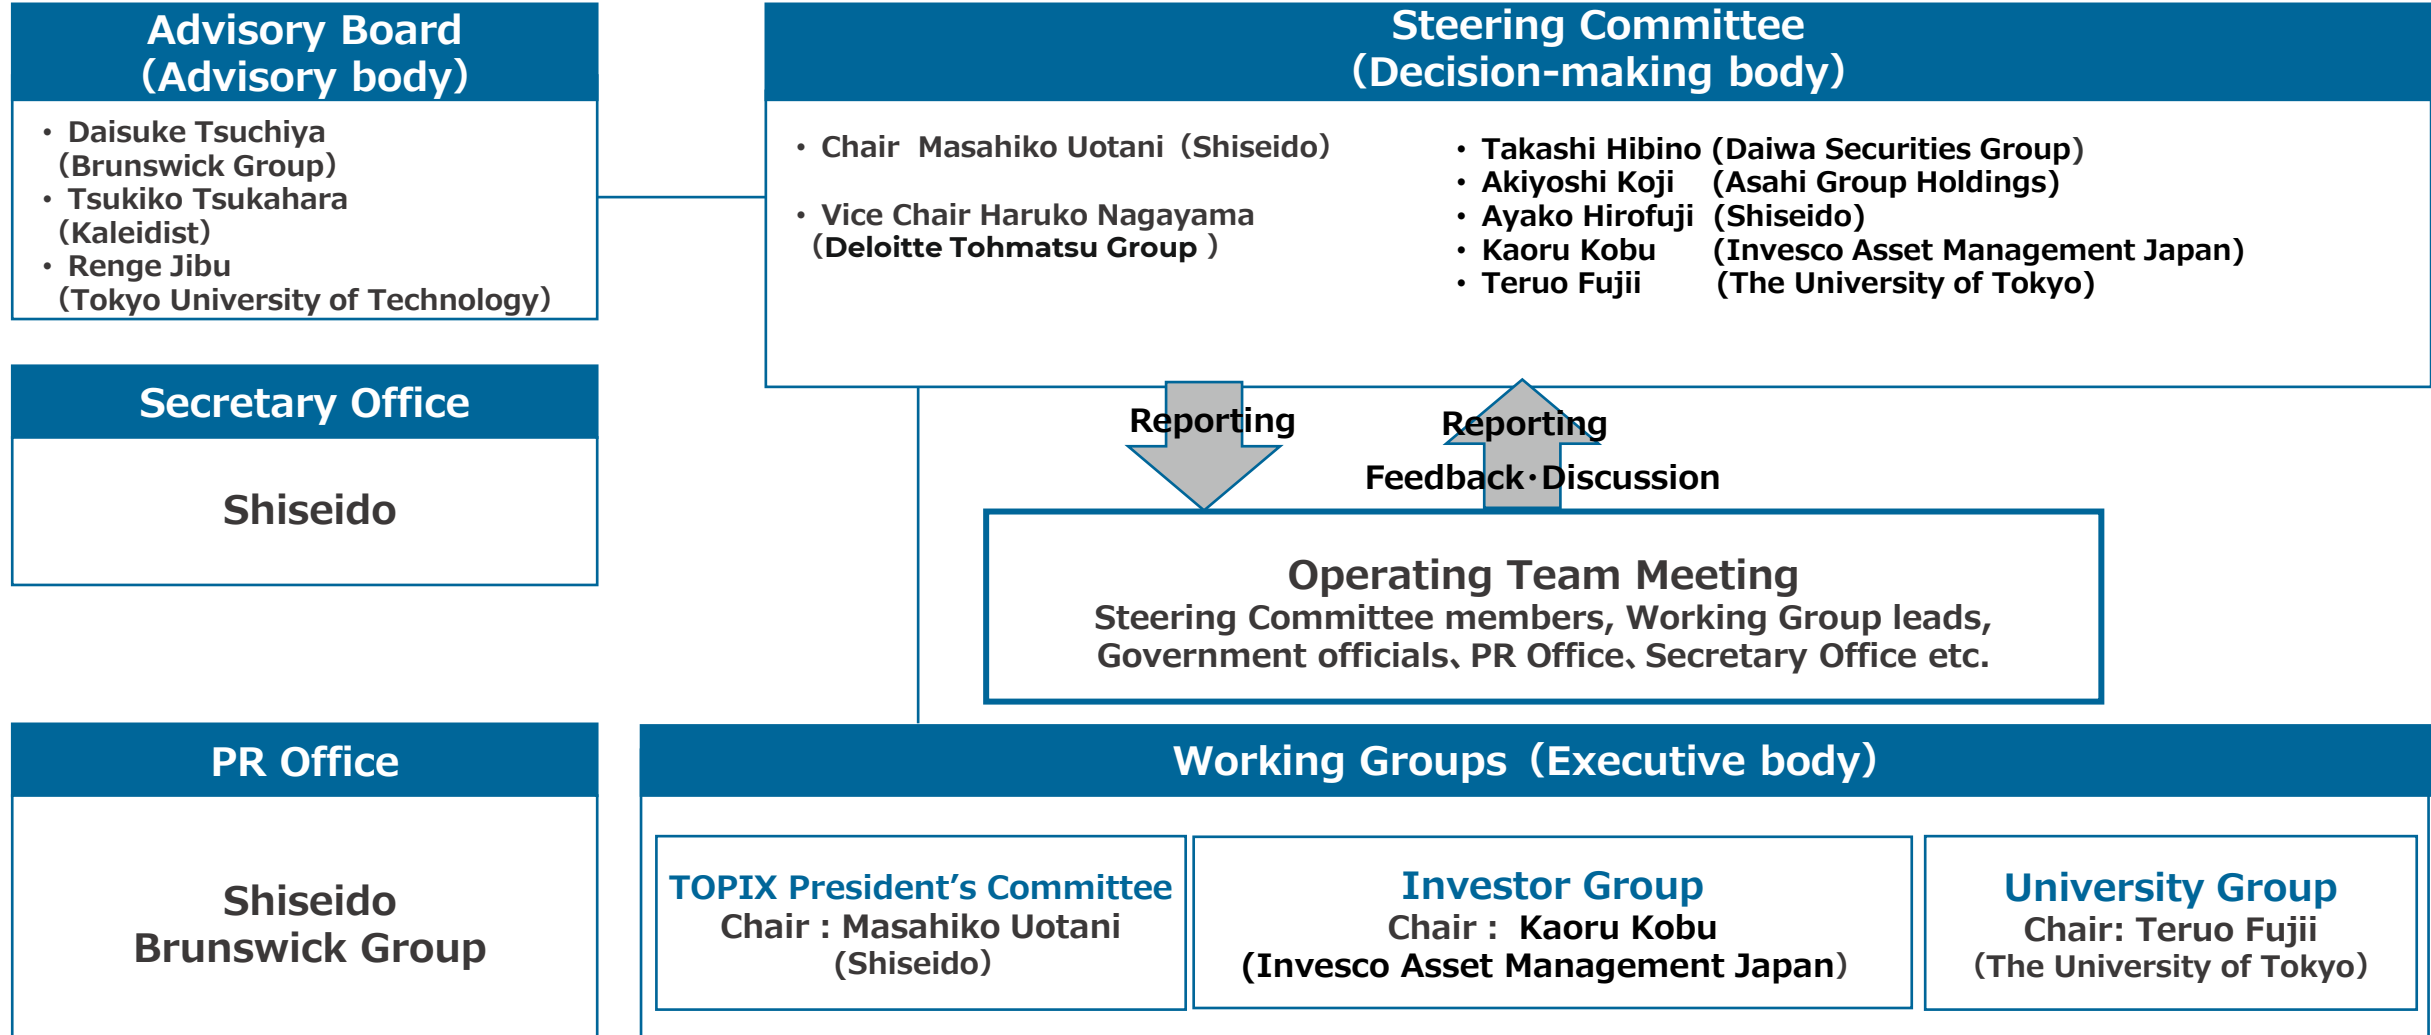 Advisory Board
（Advisory body）
・ Daisuke Tsuchiya
（Brunswick Group）
・ Tsukiko Tsukahara
（Kaleidist）
・ Renge Jibu
（Tokyo University of Technology）
Steering Committee
（Decision-making body）
・ Chair Masahiko Uotani（Shiseido）
・ Vice Chair Haruko Nagayama
（Deloitte Tohmatsu Group ）
・ Takashi Hibino (Daiwa Securities Group）
・ Akiyoshi Koji (Asahi Group Holdings)
・ Ayako Hirofuji (Shiseido)
・ Kaoru Kobu (Invesco Asset Management Japan)
・ Teruo Fujii (The University of Tokyo)
Secretary Office
Shiseido
Reporting
Reporting
Feedback・Discussion
Operating Team Meeting
Steering Committee members, Working Group leads,
Government officials、PR Office、Secretary Office etc.
PR Office
Shiseido
Brunswick Group
Working Groups（Executive body）
TOPIX President’s Committee
Chair：Masahiko Uotani
(Shiseido）
Investor Group
Chair： Kaoru Kobu
(Invesco Asset Management Japan）
University Group
Chair: Teruo Fujii
（The University of Tokyo）